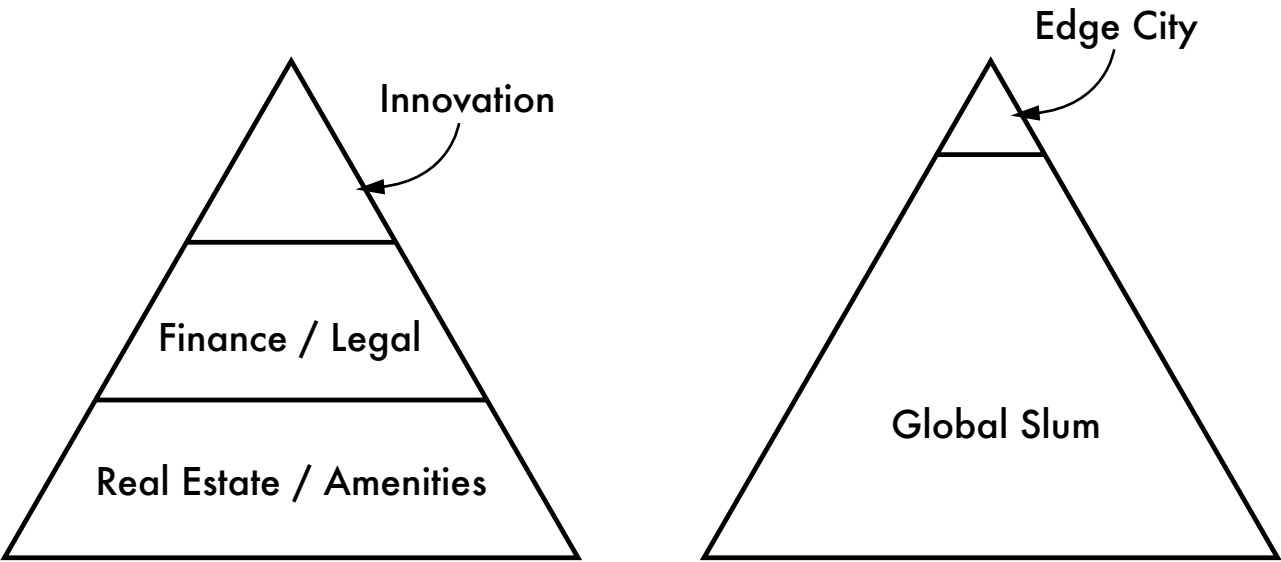 Innovation
Finance / Legal
Real Estate / Amenities
Edge City
Global Slum